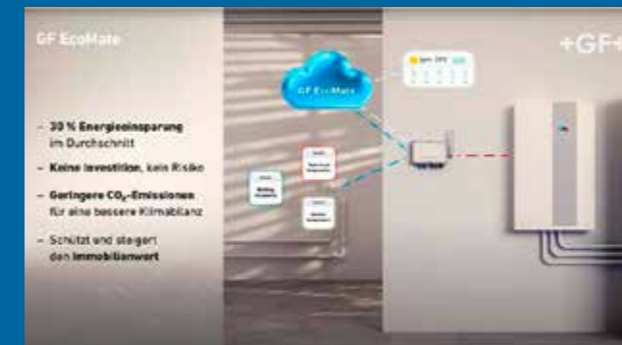 GF EcoMate
+GF+
- 30 % Energieeinsparung
im Durchschnitt
- Keine Investition, kein Risiko
- Geringere CO₂-Emissionen
für eine bessere Klimabilanz
- Schützt und steigert
den Immobilienwert
GF EcoMate